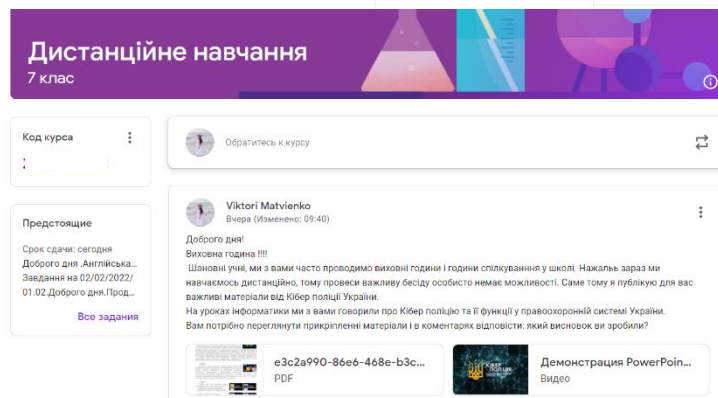 Дистанційне навчання
7 клас
Код курса
Обратитесь к курсу
Предстоящие
Срок сдачи: сегодня
Доброго дня .Англійська...
Завдання на 02/02/2022/
01.02.Доброго дня.Прод...
Все задания
Viktori Matvienko
Вчера (Изменено: 09:40)
Доброго дня!
Виховна година !!!!
Шановні учні, ми з вами часто проводимо виховні години і години спілкуванння у школі. Нажальь зараз ми
навчаємось дистанційно, тому провеси важливу бесіду особисто немає можливості. Саме тому я публікую для вас
важливі матеріали від Кібер поліції України.
На уроках інформатики ми з вами говорили про Кібер поліцію та її функції у правоохоронній системі України.
Вам потрібно переглянути прикріпленні матеріали і в коментарях відповісти: який висновок ви зробили?
e3c2a990-86e6-468e-b3c...
PDF
КІБЕР
ПОЛІЦІЯ
Демонстрация PowerPoin...
Видео